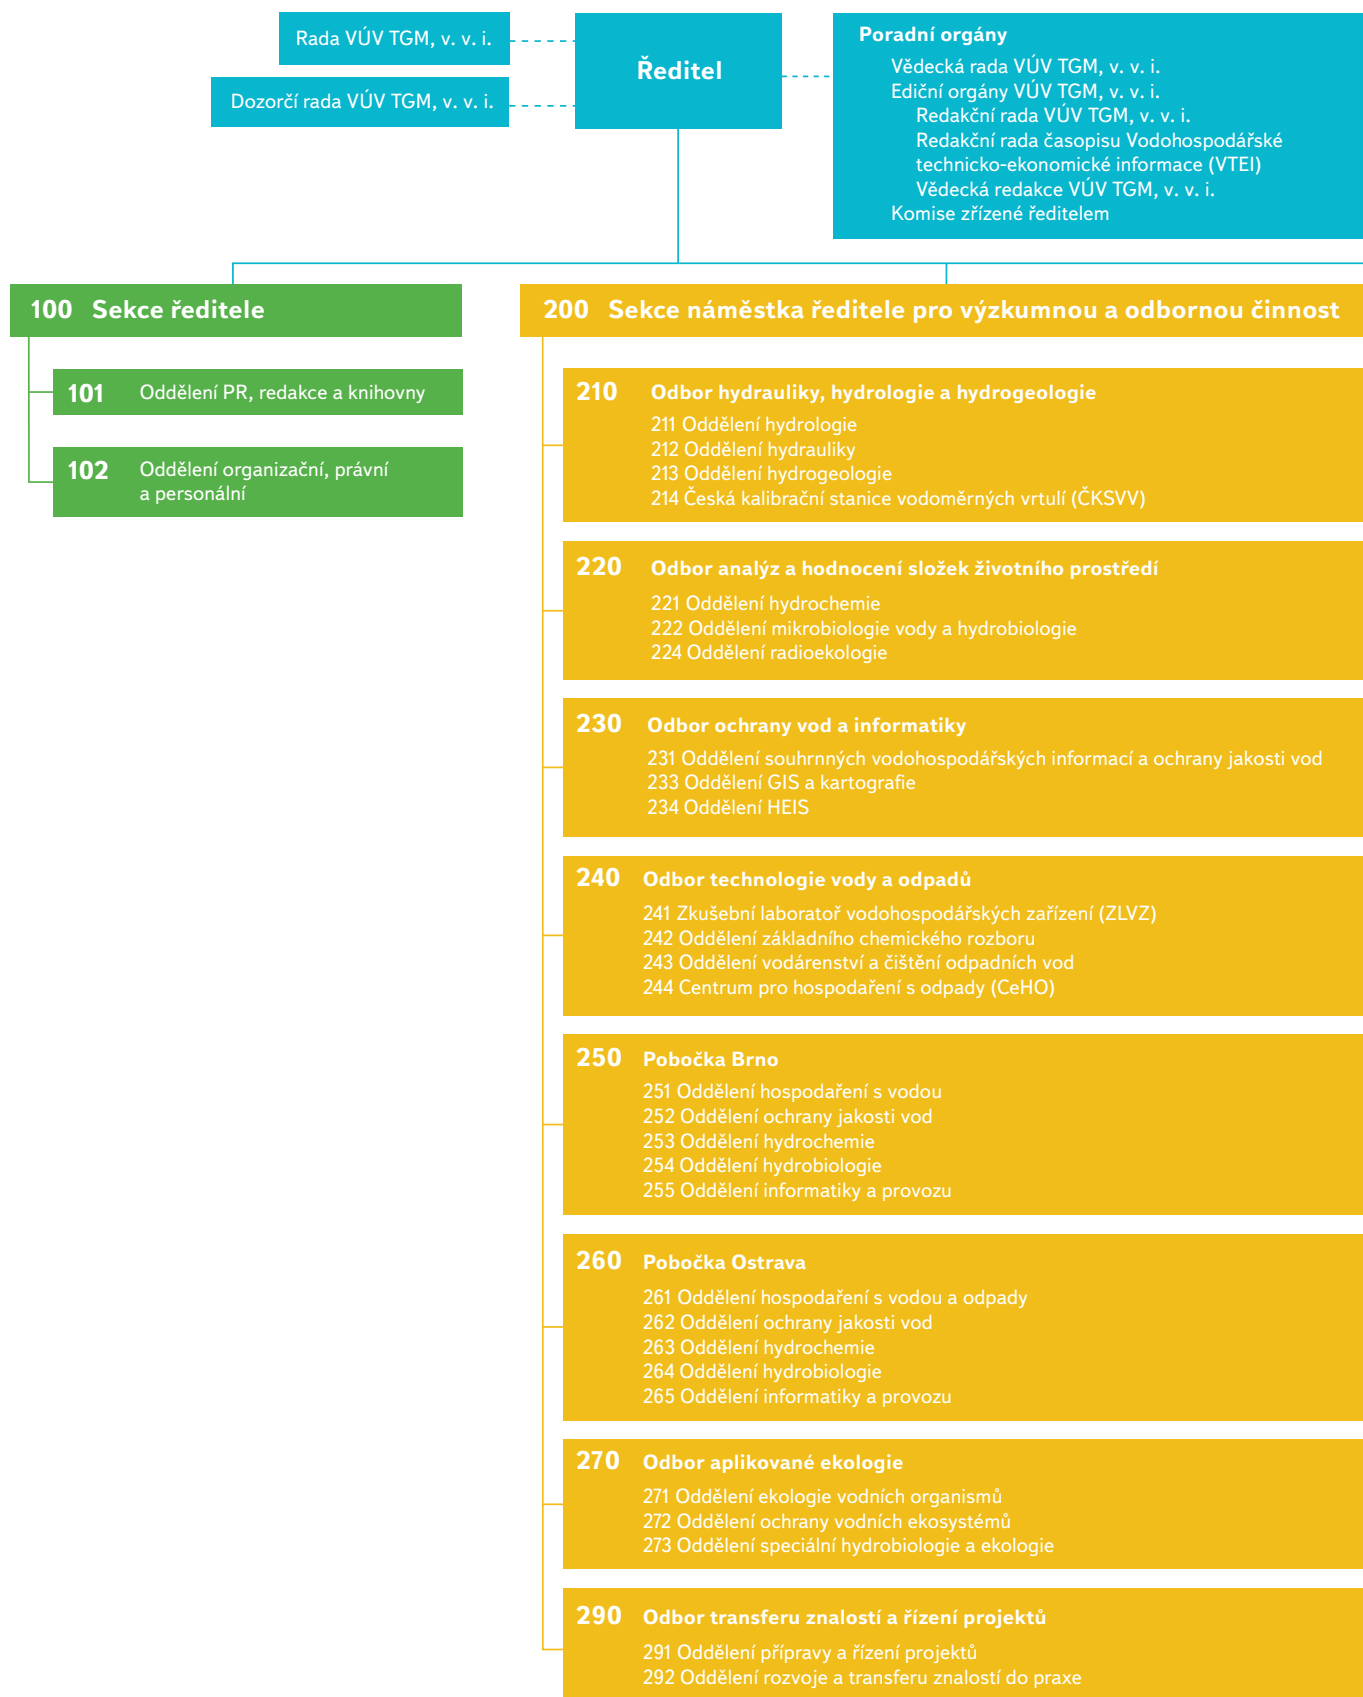 Rada VÚV TGM, v. v. i.
Dozorčí rada VÚV TGM, v. v. i.
Ředitel
Poradní orgány
Vědecká rada VÚV TGM, v. v. i.
Ediční orgány VÚV TGM, v. v. i.
Redakční rada VÚV TGM, v. v. i.
Redakční rada časopisu Vodohospodářské
technicko-ekonomické informace (VTEI)
Vědecká redakce VÚV TGM, v. v. i.
Komise zřízené ředitelem
100 Sekce ředitele
101 Oddělení PR, redakce a knihovny
102 Oddělení organizační, právní
a personální
200 Sekce náměstka ředitele pro výzkumnou a odbornou činnost
210 Odbor hydrauliky, hydrologie a hydrogeologie
211 Oddělení hydrologie
212 Oddělení hydrauliky
213 Oddělení hydrogeologie
214 Česká kalibrační stanice vodoměrných vrtulí (ČKSVV)
220 Odbor analýz a hodnocení složek životního prostředí
221 Oddělení hydrochemie
222 Oddělení mikrobiologie vody a hydrobiologie
224 Oddělení radioekologie
230 Odbor ochrany vod a informatiky
231 Oddělení souhrnných vodohospodářských informací a ochrany jakosti vod
233 Oddělení GIS a kartografie
234 Oddělení HEIS
240 Odbor technologie vody a odpadů
241 Zkušební laboratoř vodohospodářských zařízení (ZLVZ)
242 Oddělení základního chemického rozboru
243 Oddělení vodárenství a čištění odpadních vod
244 Centrum pro hospodaření s odpady (CeHO)
250 Pobočka Brno
251 Oddělení hospodaření s vodou
252 Oddělení ochrany jakosti vod
253 Oddělení hydrochemie
254 Oddělení hydrobiologie
255 Oddělení informatiky a provozu
260 Pobočka Ostrava
261 Oddělení hospodaření s vodou a odpady
262 Oddělení ochrany jakosti vod
263 Oddělení hydrochemie
264 Oddělení hydrobiologie
265 Oddělení informatiky a provozu
270 Odbor aplikované ekologie
271 Oddělení ekologie vodních organismů
272 Oddělení ochrany vodních ekosystémů
273 Oddělení speciální hydrobiologie a ekologie
290 Odbor transferu znalostí a řízení projektů
291 Oddělení přípravy a řízení projektů
292 Oddělení rozvoje a transferu znalostí do praxe